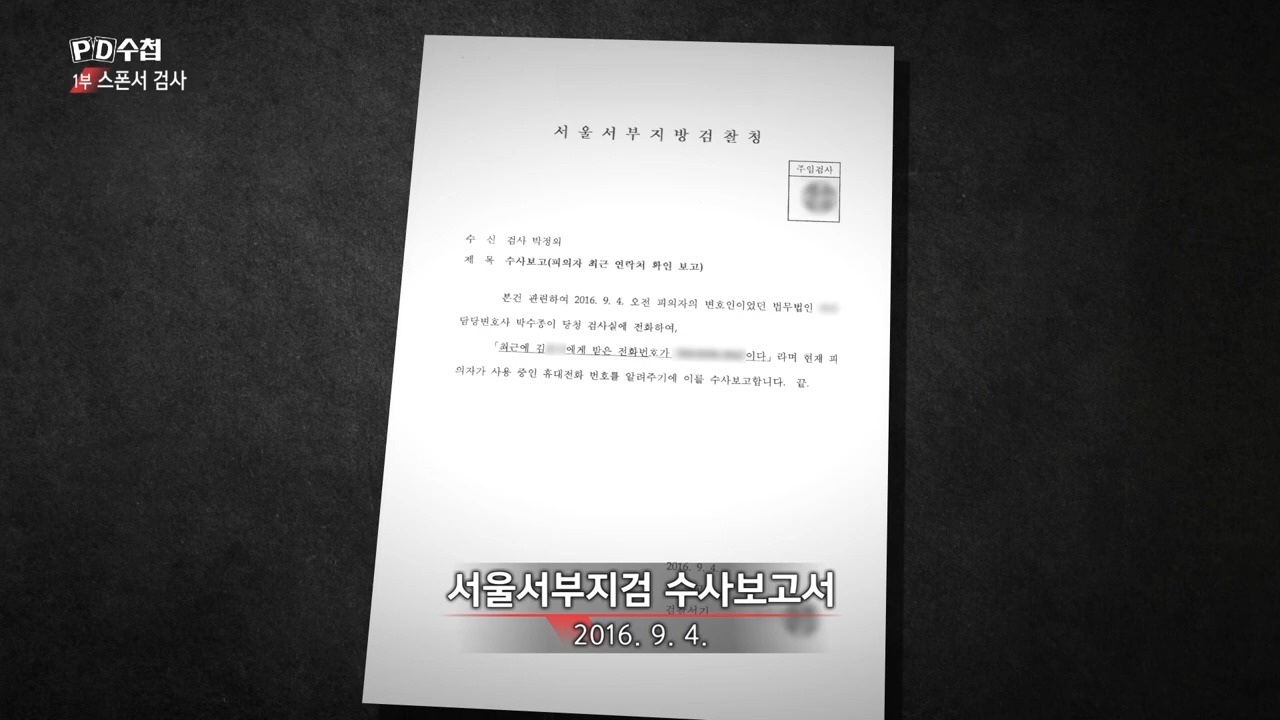 PD수첩
1부 스폰서 검사
서울서부지방검찰청
주임검사
수 신 검사 박정의
제 목 수사보고(피의자 최근 연락처 확인 보고)
본건 관련하여 2016. 9. 4. 오전 피의자의 변호인이었던 법무법인
담당변호사 박수종이 당청 검사실에 전화하여,
「최근에 김 에게 받은 전화번호가 이다」라며 현재 피
의자가 사용 중인 휴대전화 번호를 알려주기에 이를 수사보고합니다. 끝.
2016. 9. 4.
서울서부지검 수사보고서
2016. 9. 4.